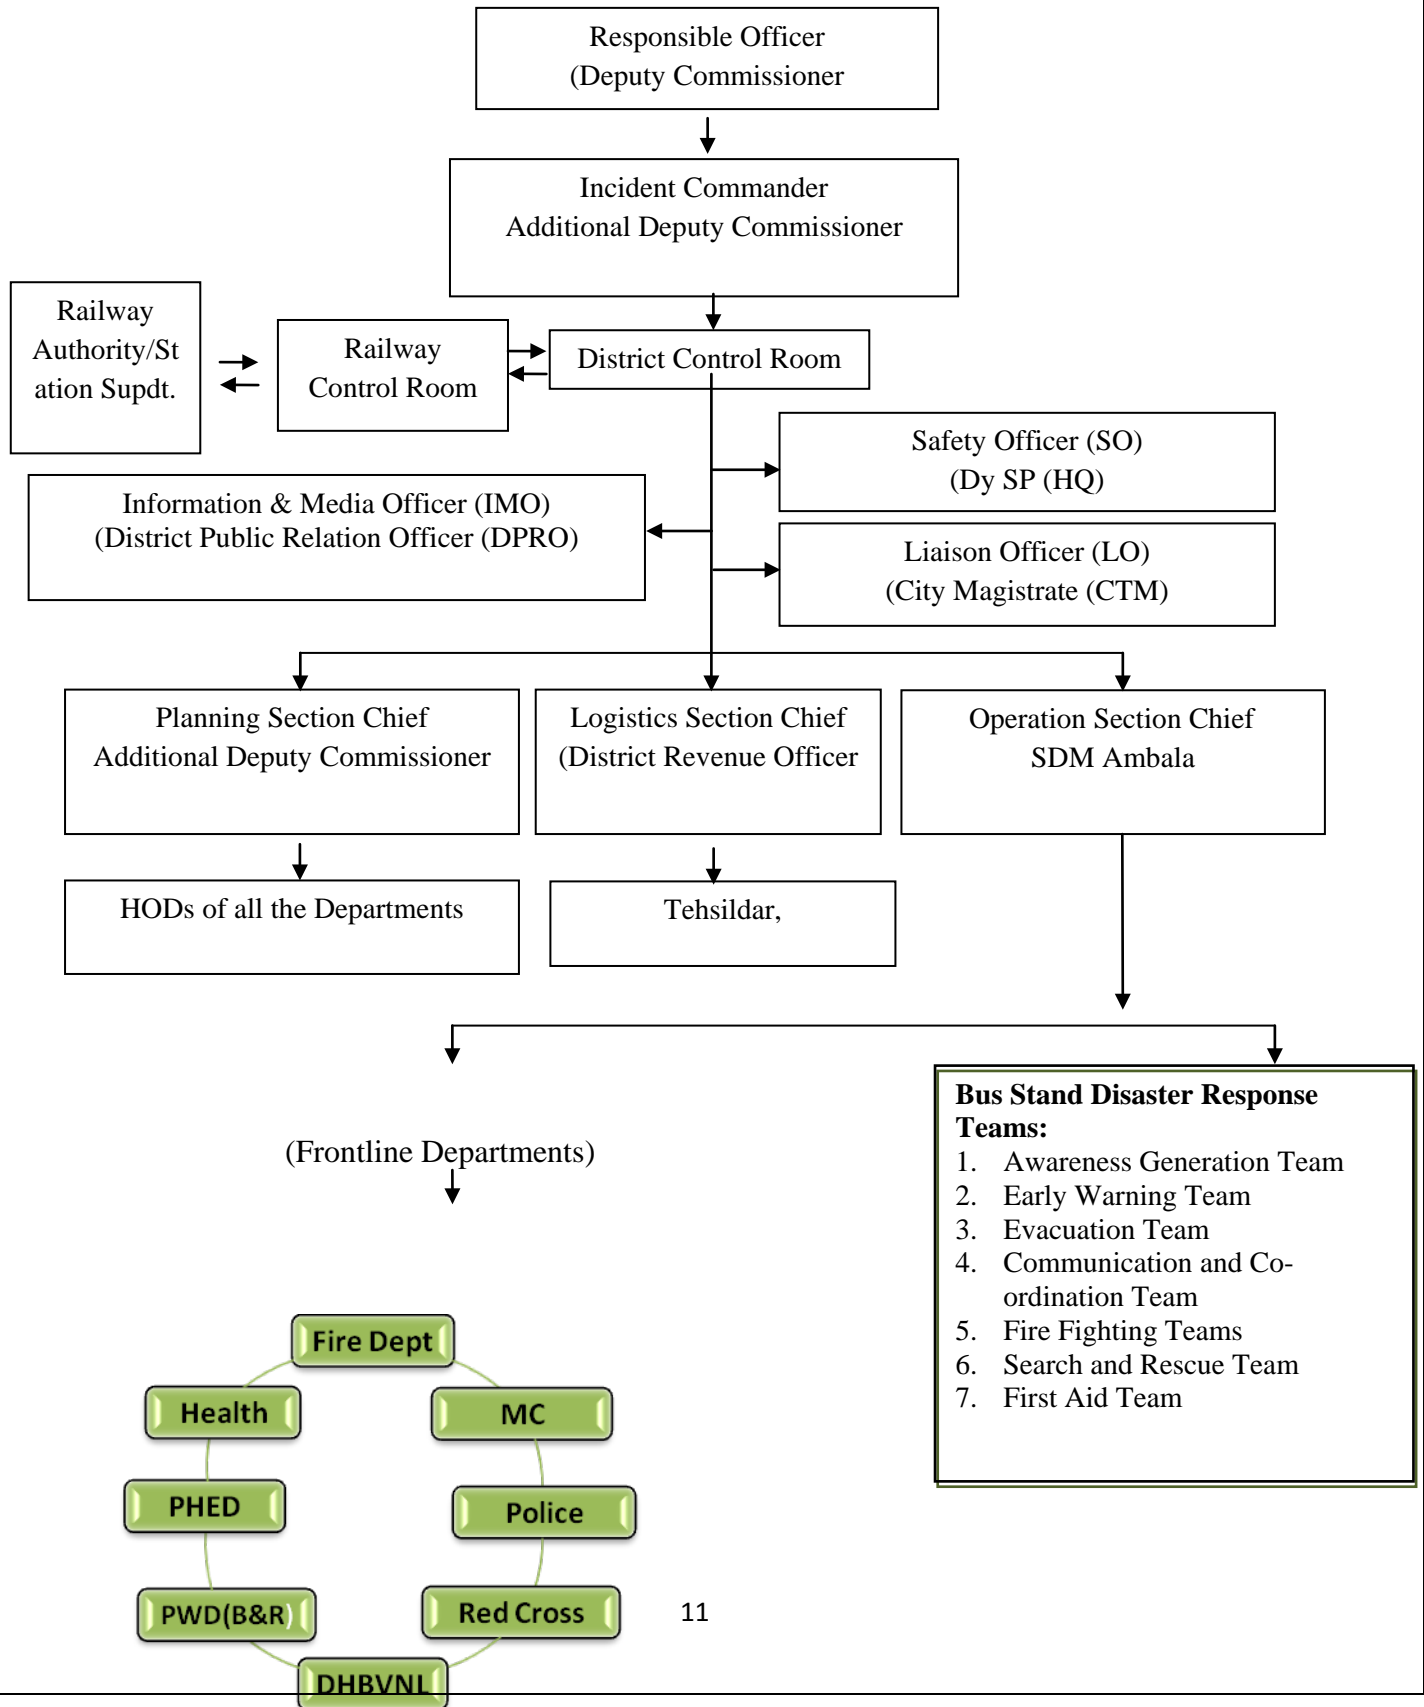 Responsible Officer
(Deputy Commissioner
Incident Commander
Additional Deputy Commissioner
Railway
Authority/St
ation Supdt.
Railway
Control Room
District Control Room
Safety Officer (SO)
(Dy SP (HQ)
Information & Media Officer (IMO)
(District Public Relation Officer (DPRO)
Liaison Officer (LO)
(City Magistrate (CTM)
Planning Section Chief
Additional Deputy Commissioner
Logistics Section Chief
(District Revenue Officer
Operation Section Chief
SDM Ambala
HODs of all the Departments
Tehsildar,
(Frontline Departments)
Bus Stand Disaster Response
Teams:
1. Awareness Generation Team
2. Early Warning Team
3. Evacuation Team
4. Communication and Co-
ordination Team
5. Fire Fighting Teams
6. Search and Rescue Team
7. First Aid Team
Fire Dept
Health
MC
PHED
Police
PWD(B&R)
Red Cross
DHBVNL
11